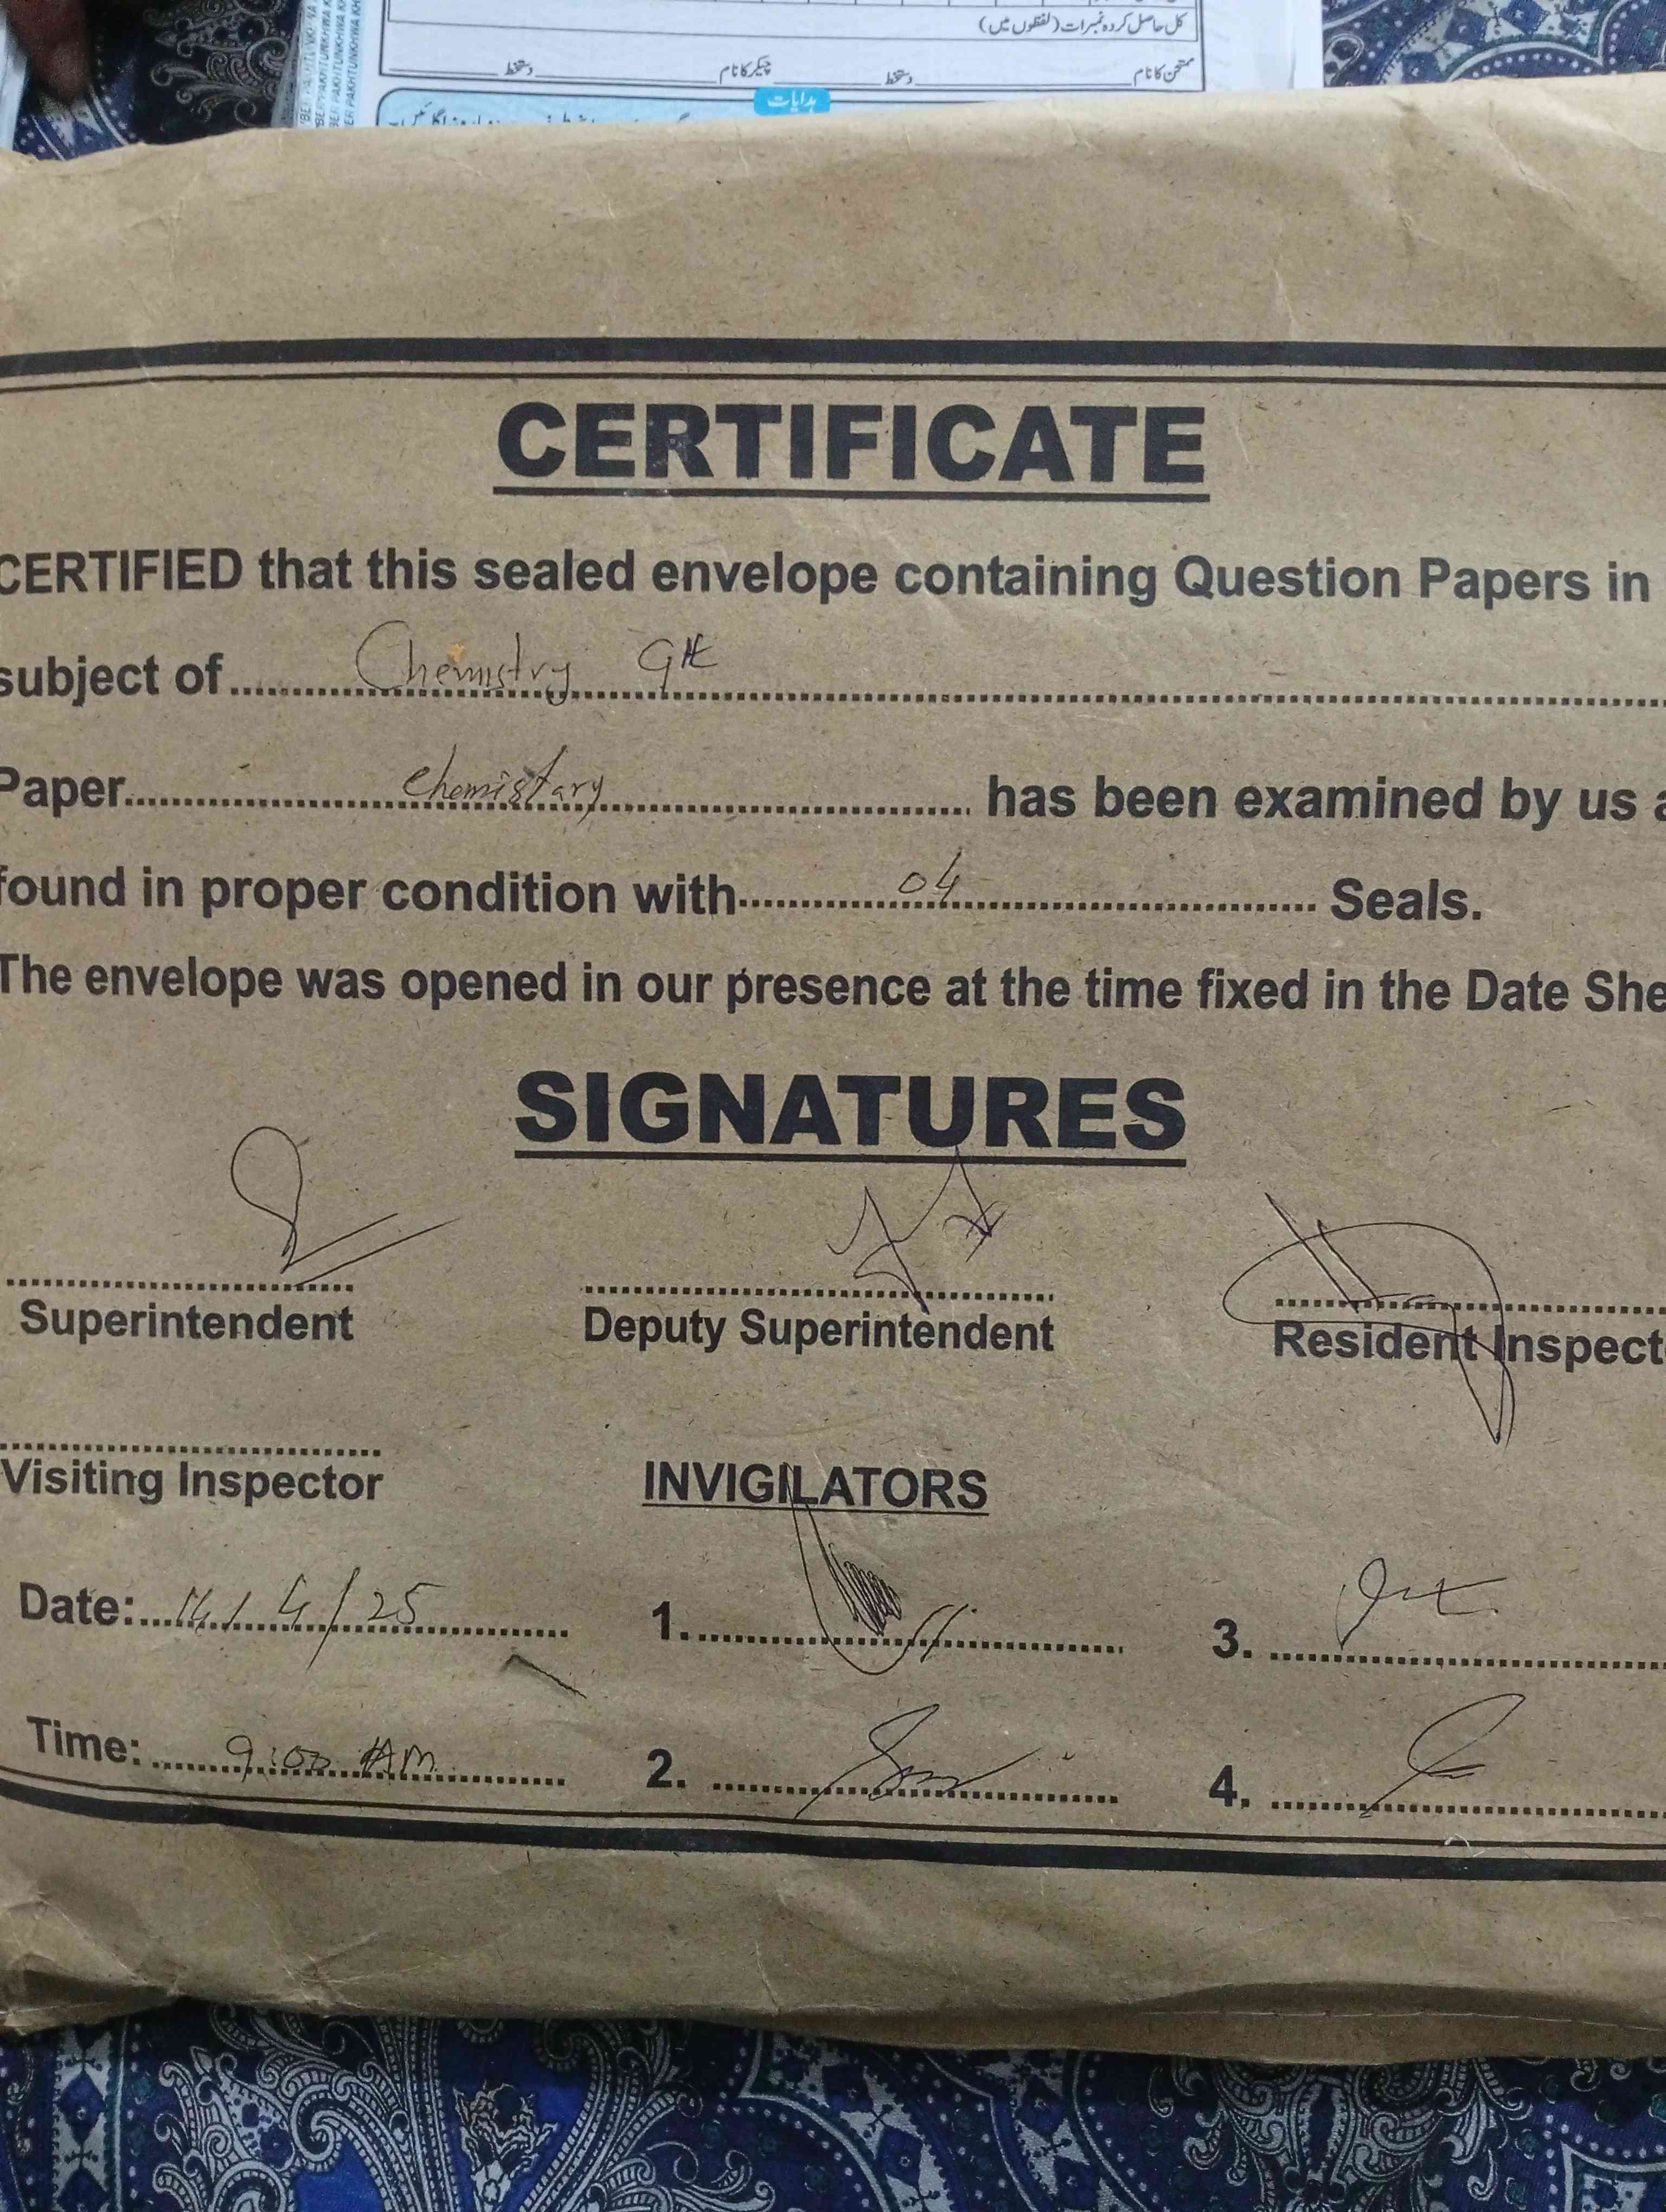 کل حاصل کردہ نمبرات (لفظوں میں)
ممتحن کا نام دستخط چیکر کا نام دستخط
ہدایات
CERTIFICATE
CERTIFIED that this sealed envelope containing Question Papers in
subject of Chemistry 9th
Paper chemistary has been examined by us a
found in proper condition with 04 Seals.
The envelope was opened in our presence at the time fixed in the Date She
SIGNATURES
Superintendent Deputy Superintendent Resident Inspect
Visiting Inspector INVIGILATORS
Date: 14/4/25 1. 3.
Time: 9:00 AM 2. 4.